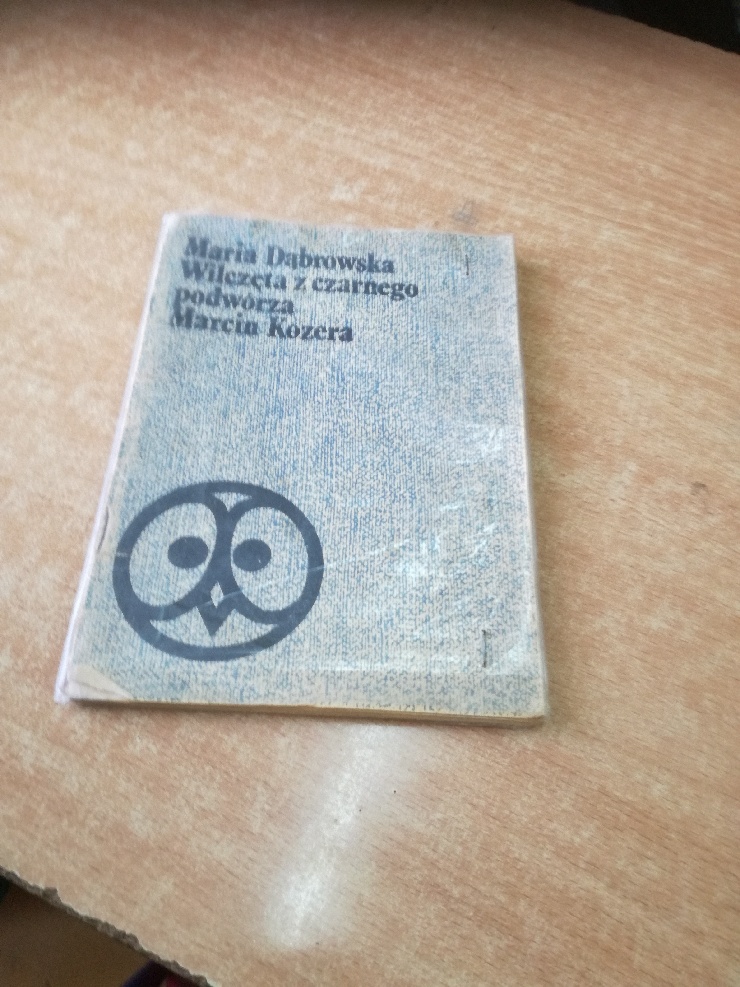 Maria Dąbrowska
Wilczęta z czarnego
podwórza
Marcin Kozera